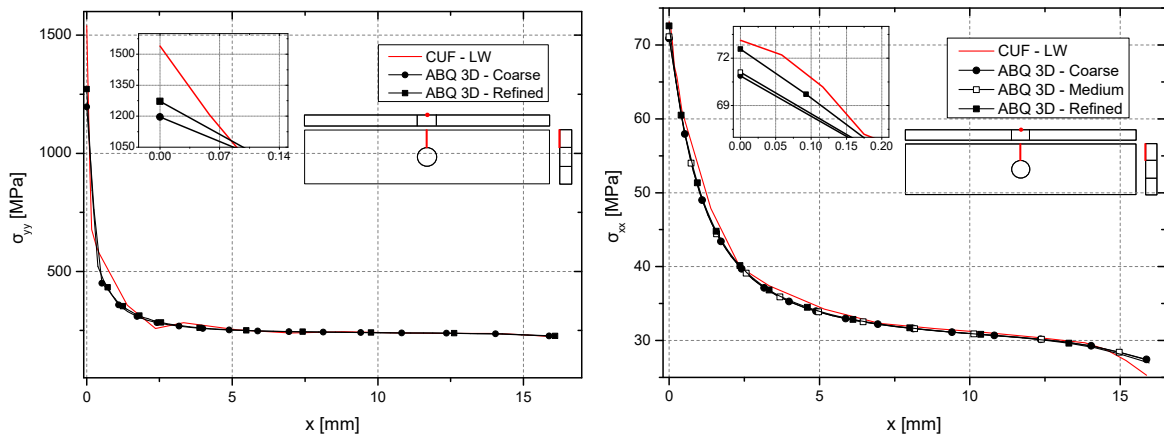 1500
1000
500
σyy [MPa]
0
5
10
15
x [mm]
1500
1350
1200
1050
0.00
0.07
0.14
CUF - LW
ABQ 3D - Coarse
ABQ 3D - Refined
70
60
50
40
30
σxx [MPa]
0
5
10
15
x [mm]
72
69
0.00
0.05
0.10
0.15
0.20
CUF - LW
ABQ 3D - Coarse
ABQ 3D - Medium
ABQ 3D - Refined